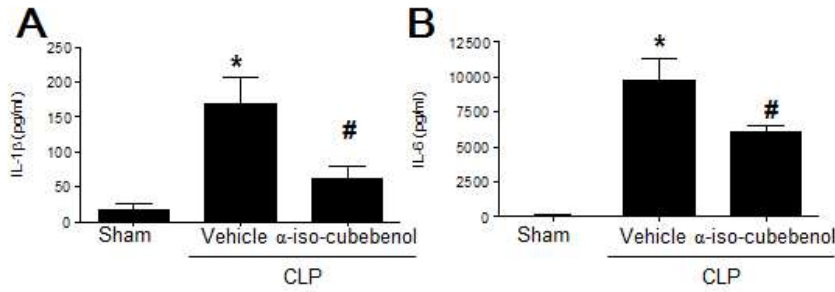 A
IL-1β (pg/ml)
250
200
150
100
50
0
*
#
Sham
Vehicle
α-iso-cubebenol
CLP
B
IL-6 (pg/ml)
12500
10000
7500
5000
2500
0
*
#
Sham
Vehicle
α-iso-cubebenol
CLP